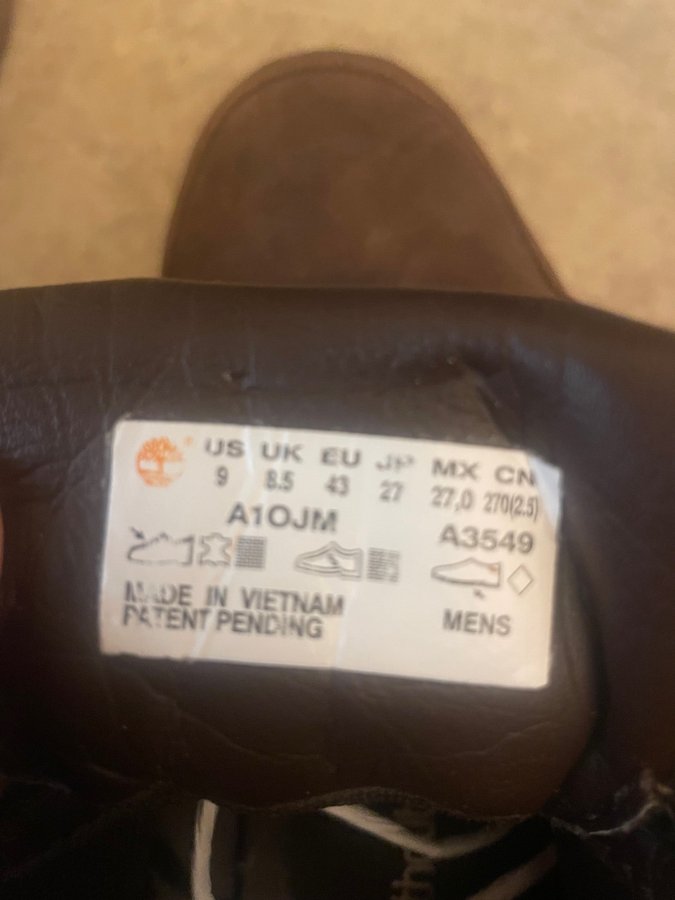 US UK EU JP MX CN
9 8.5 43 27 27,0 270(2.5)
A1OJM A3549
MADE IN VIETNAM
PATENT PENDING MENS